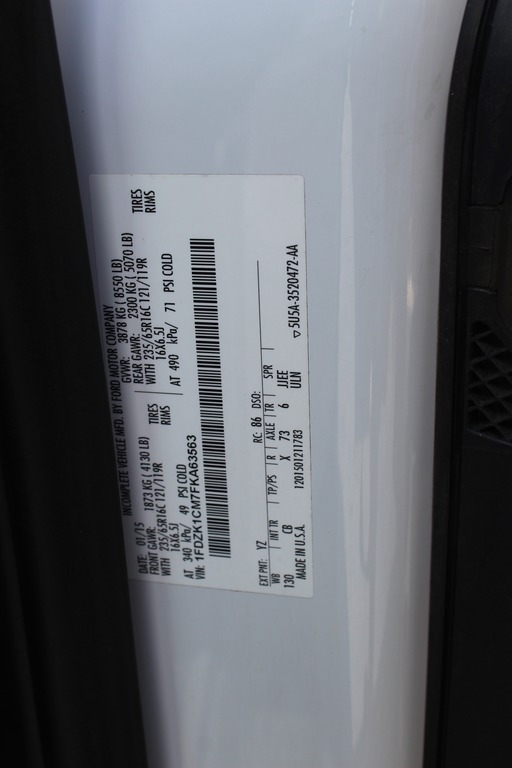 INCOMPLETE VEHICLE MFD. BY FORD MOTOR COMPANY
DATE: 01/15 GVWR: 3878 KG ( 8550 LB)
FRONT GAWR: 1873 KG ( 4130 LB) REAR GAWR: 2300 KG ( 5070 LB)
WITH 235/65R16C 121/119R TIRES WITH 235/65R16C 121/119R TIRES
16X6.5J RIMS 16X6.5J RIMS
AT 340 kPa/ 49 PSI COLD AT 490 kPa/ 71 PSI COLD
VIN: 1FDZK1CM7FKA63563
EXT PNT: YZ RC: 86 DSO:
WB INT TR TP/PS R AXLE TR SPR
130 CB X 73 6 JJEE
ULN
MADE IN U.S.A. 1201501211783 ▽5U5A-3520472-AA